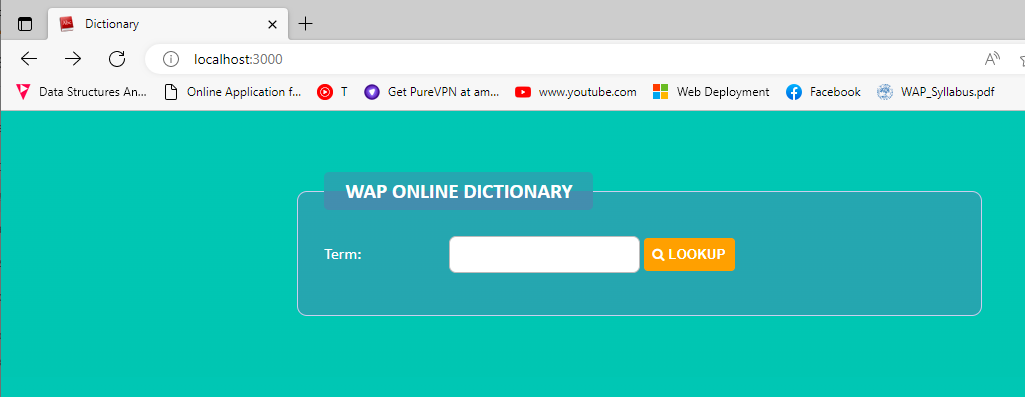 Dictionary
localhost:3000
Data Structures An... Online Application f... T Get PureVPN at am... www.youtube.com Web Deployment Facebook WAP_Syllabus.pdf
WAP ONLINE DICTIONARY
Term: LOOKUP